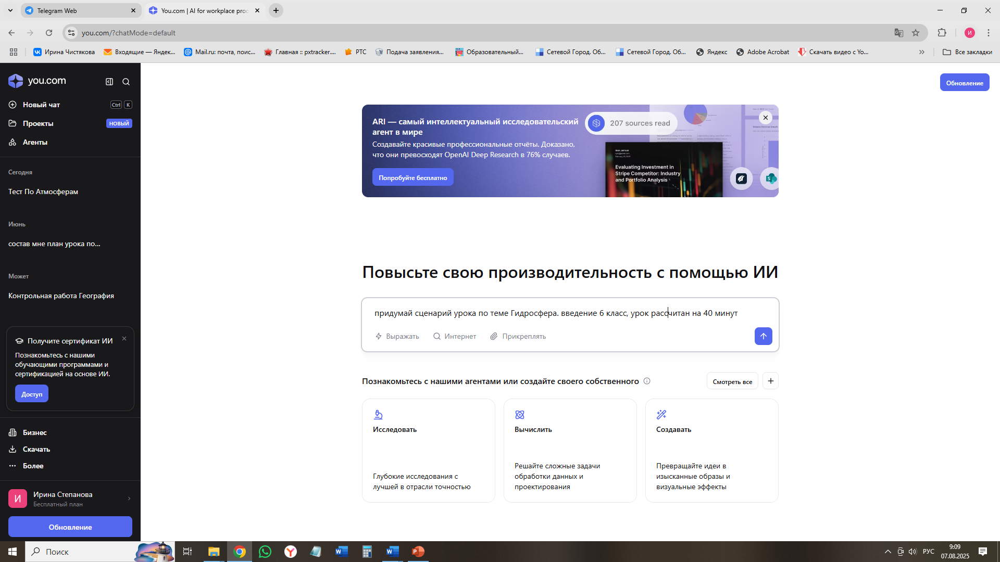 Telegram Web
You.com | AI for workplace proc
you.com/?chatMode=default
И
Ирина Чистякова
Входящие — Яндек...
Mail.ru: почта, поис...
Главная :: pxtracker....
РТС
Подача заявления...
Образовательный...
Сетевой Город. Об...
Сетевой Город. Об...
Яндекс
Adobe Acrobat
Скачать видео с Yo...
Все закладки
you.com
Новый чат
Ctrl K
Проекты
НОВЫЙ
Агенты
Сегодня
Тест По Атмосферам
Июнь
состав мне план урока по...
Может
Контрольная работа География
Получите сертификат ИИ
Познакомьтесь с нашими
обучающими программами и
сертификацией на основе ИИ.
Доступ
Бизнес
Скачать
Более
И
Ирина Степанова
Бесплатный план
Обновление
Обновление
ARI — самый интеллектуальный исследовательский
агент в мире
Создавайте красивые профессиональные отчёты. Доказано,
что они превосходят OpenAI Deep Research в 76% случаев.
Попробуйте бесплатно
207 sources read
Evaluating Investment in
Stripe Competitor: Industry
and Portfolio Analysis
Повысьте свою производительность с помощью ИИ
придумай сценарий урока по теме Гидросфера. введение 6 класс, урок рассчитан на 40 минут
Выражать
Интернет
Прикреплять
Познакомьтесь с нашими агентами или создайте своего собственного
Смотреть все
Исследовать
Глубокие исследования с
лучшей в отрасли точностью
Вычислить
Решайте сложные задачи
обработки данных и
проектирования
Создавать
Превращайте идеи в
изысканные образы и
визуальные эффекты
Поиск
РУС
9:09
07.08.2025